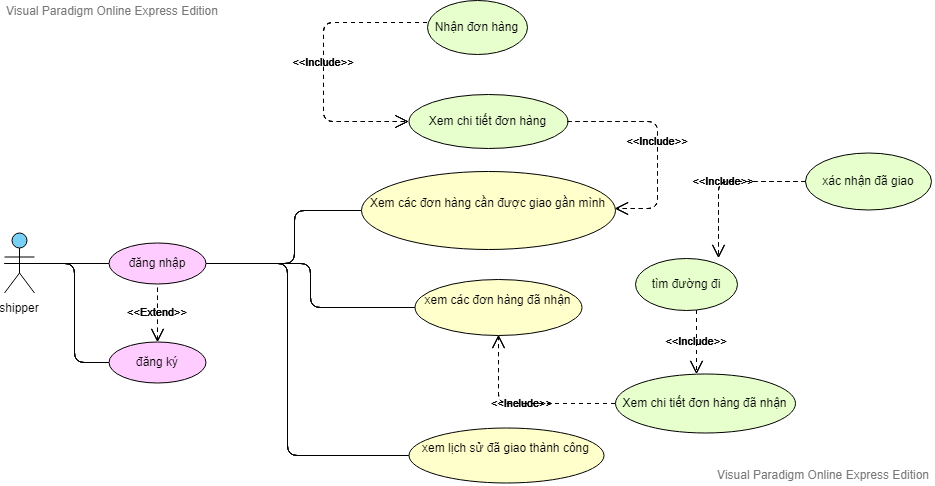 Visual Paradigm Online Express Edition
Nhận đơn hàng
<<Include>>
Xem chi tiết đơn hàng
<<Include>>
<<Include>>
xác nhận đã giao
Xem các đơn hàng cần được giao gần mình
đăng nhập
tìm đường đi
shipper
<<Extend>>
xem các đơn hàng đã nhận
<<Include>>
đăng ký
<<Include>>
Xem chi tiết đơn hàng đã nhận
xem lịch sử đã giao thành công
Visual Paradigm Online Express Edition